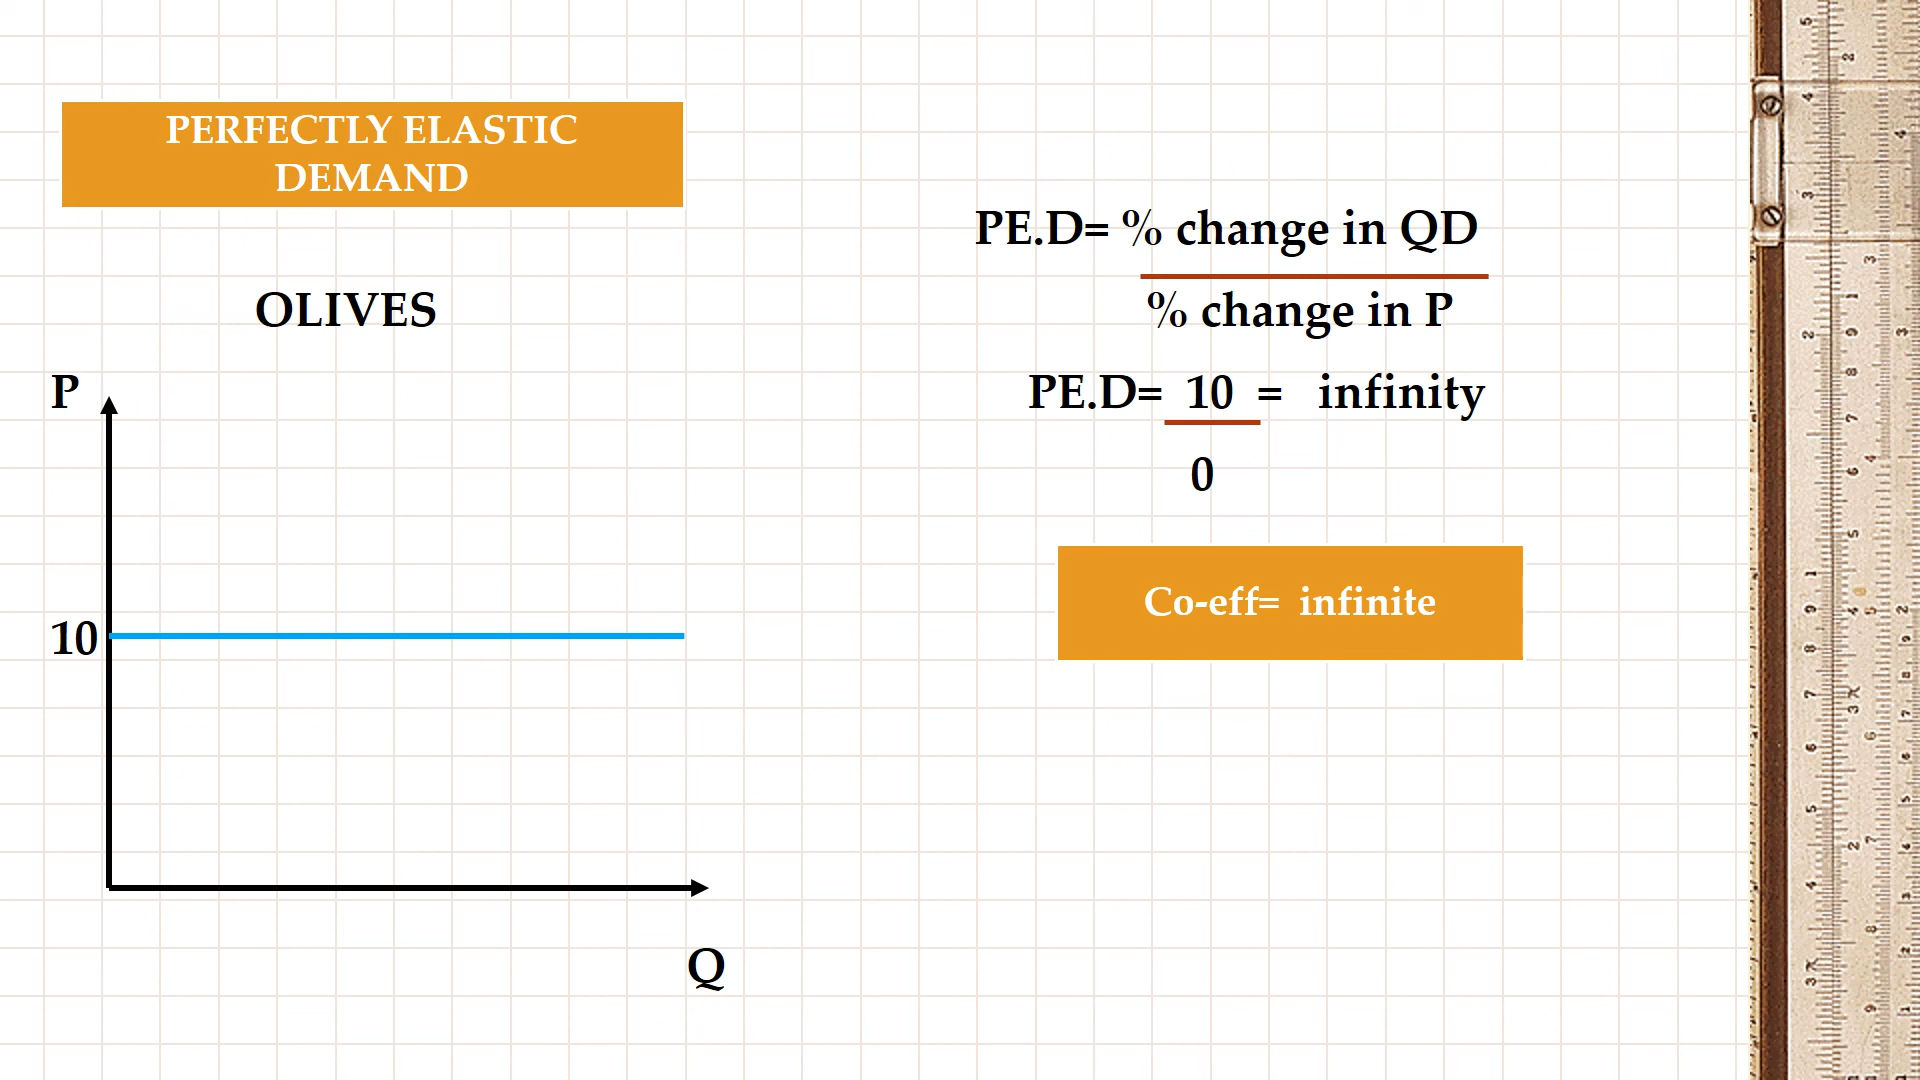 PERFECTLY ELASTIC
DEMAND
OLIVES
P
10
Q
PE.D= % change in QD
% change in P
PE.D= 10 = infinity
0
Co-eff= infinite